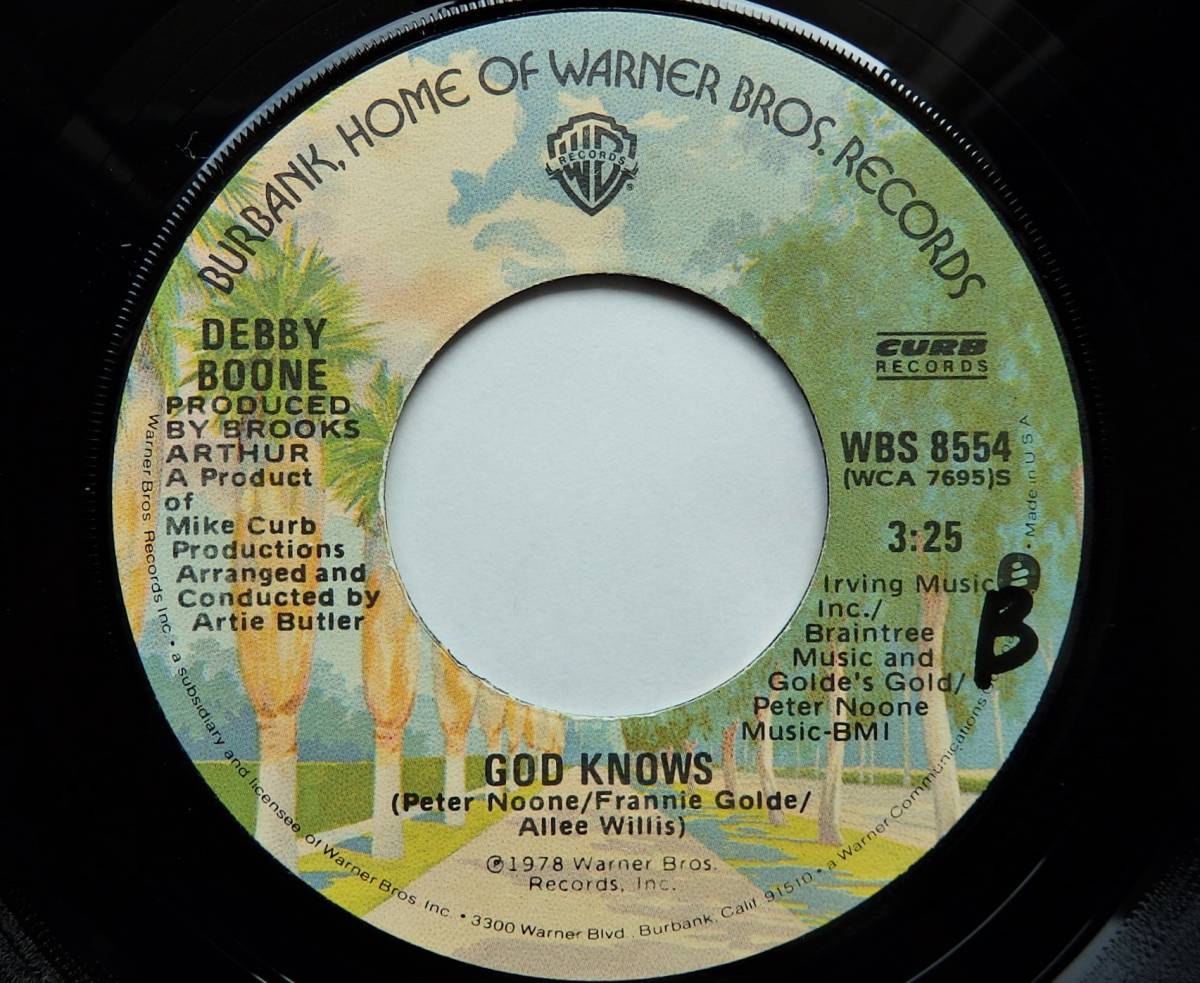 BURBANK, HOME OF WARNER BROS. RECORDS
W B
RECORDS
®
DEBBY
BOONE
PRODUCED
BY BROOKS
ARTHUR
A Product
of
Mike Curb
Productions
Arranged and
Conducted by
Artie Butler
CURB
RECORDS
WBS 8554
(WCA 7695)S
3:25
Irving Music
Inc./
Braintree
Music and
Golde's Gold/
Peter Noone
Music-BMI
B
GOD KNOWS
(Peter Noone/Frannie Golde/
Allee Willis)
℗1978 Warner Bros.
Records, Inc.
Warner Bros. Records Inc. • a subsidiary and licensee of Warner Bros. Inc. • 3300 Warner Blvd., Burbank, Calif. 91510 • a Warner Communications • Made in U S A